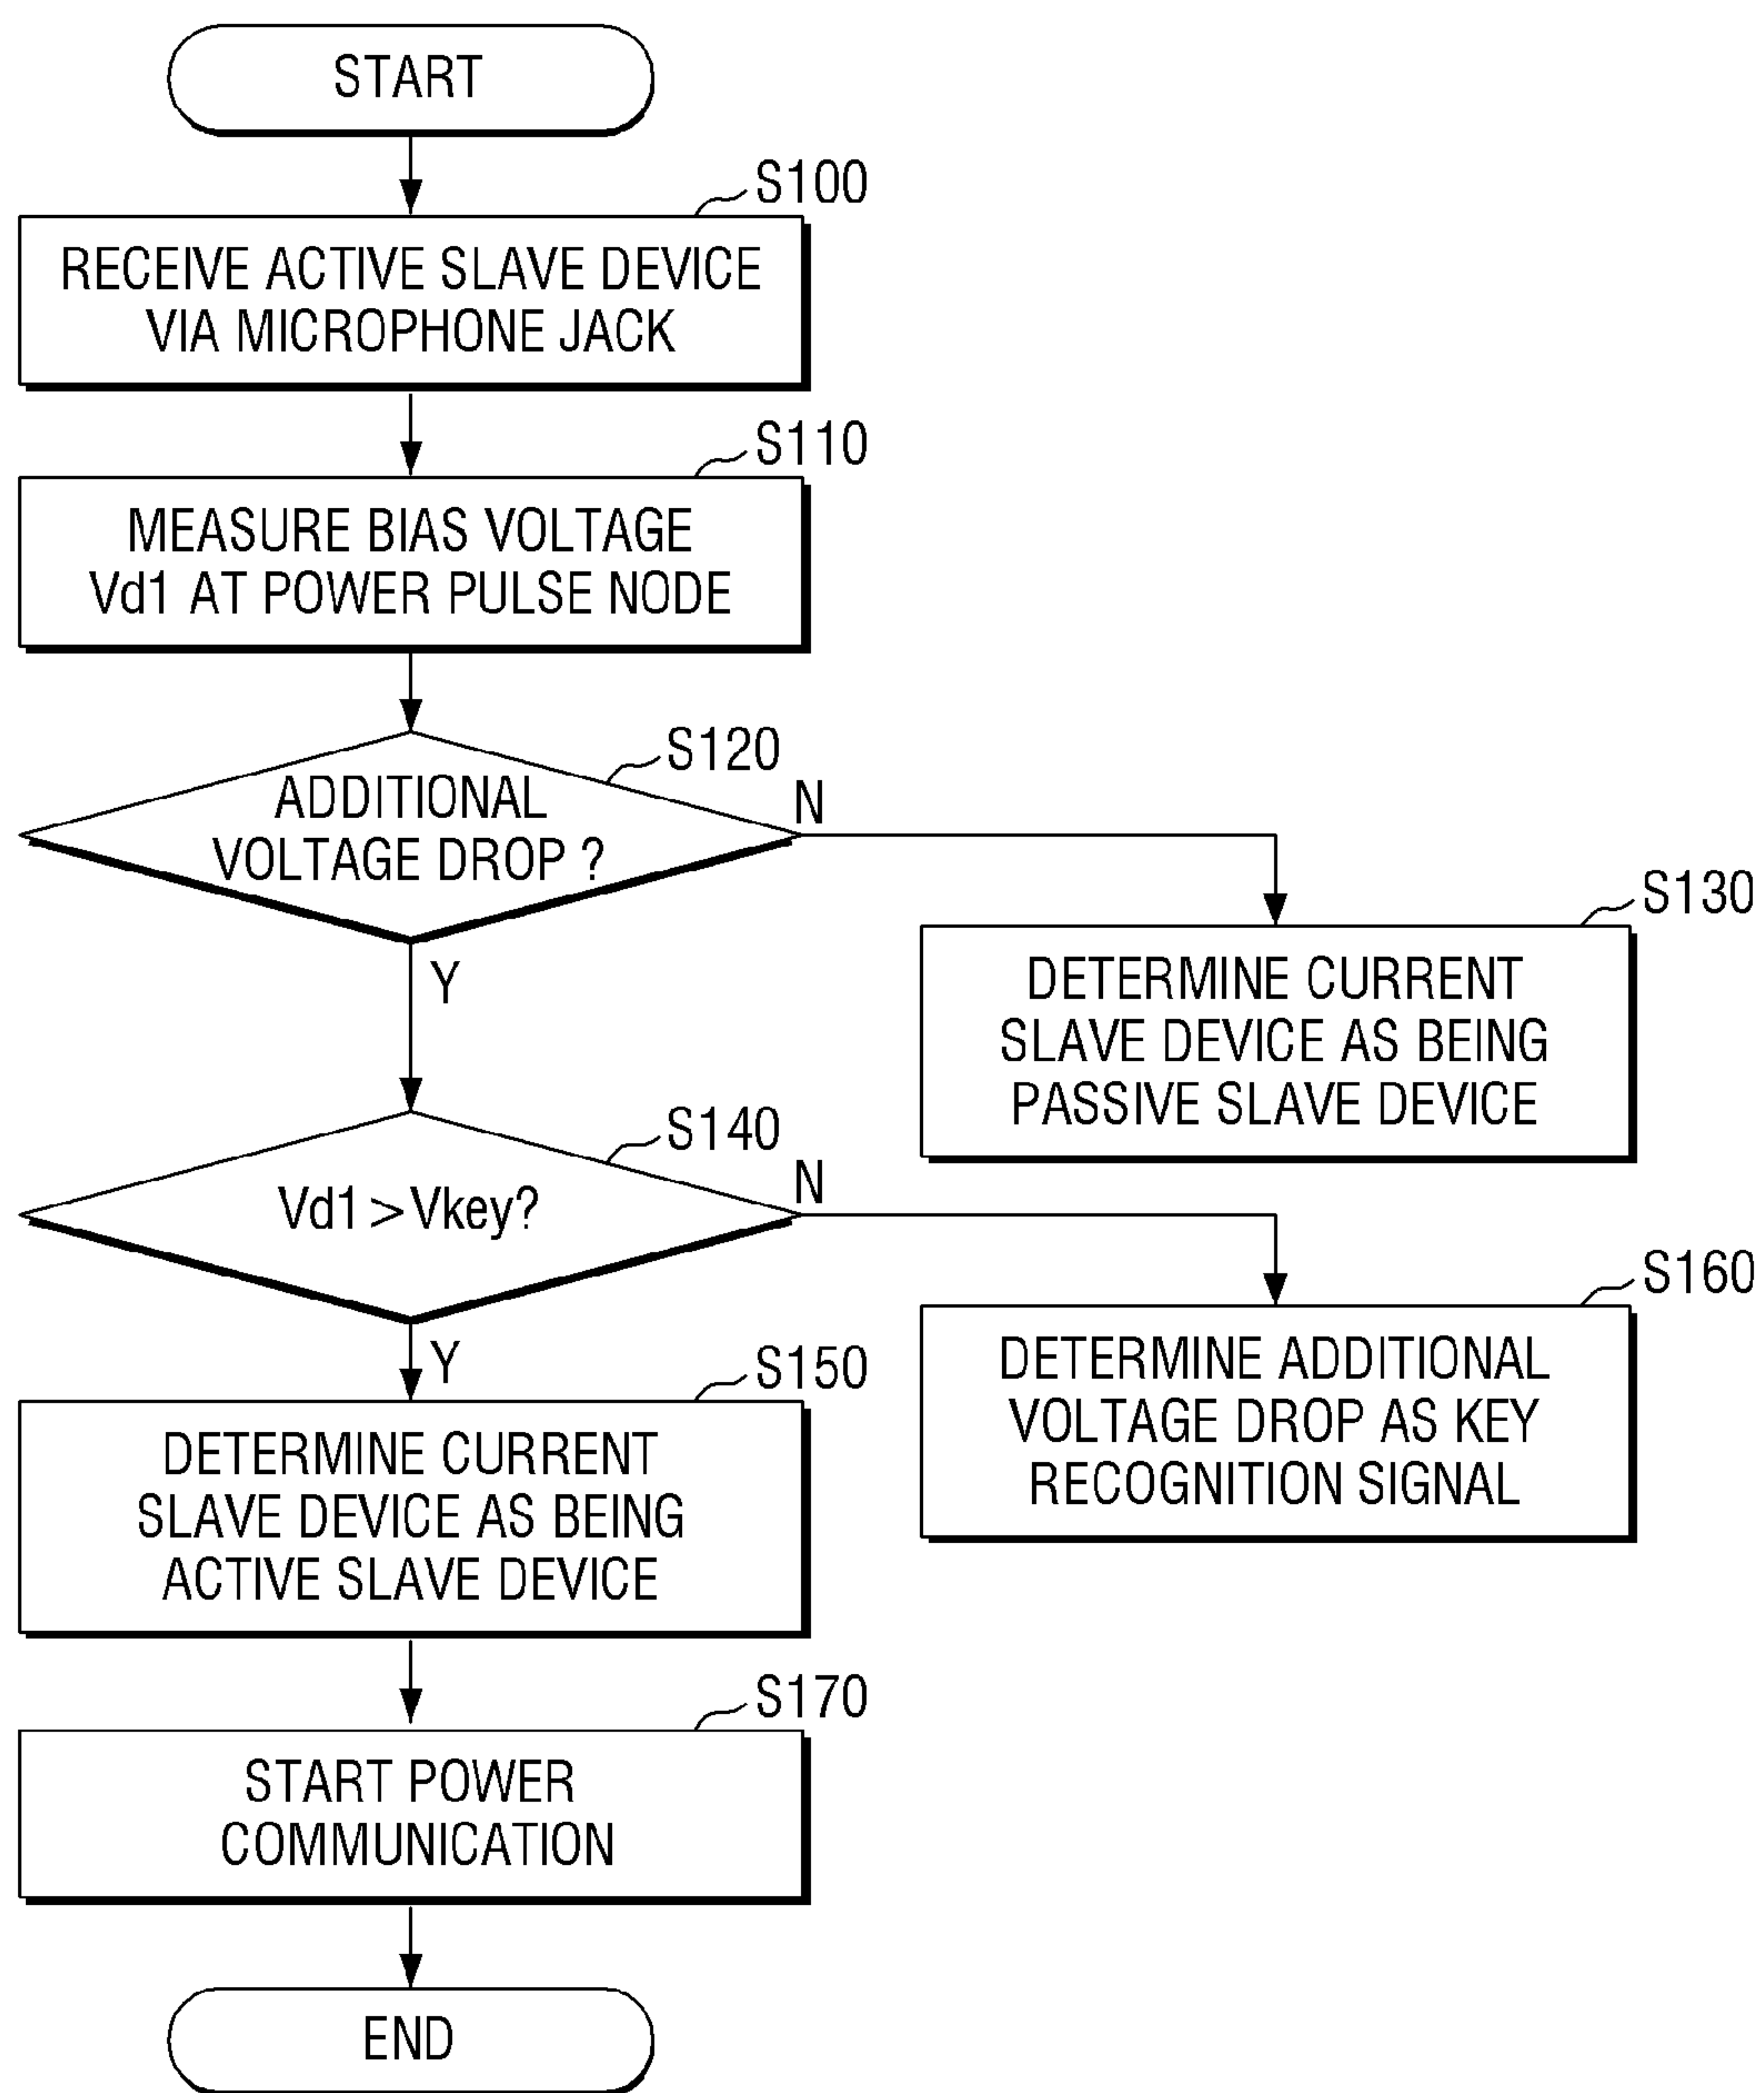 START
S100
RECEIVE ACTIVE SLAVE DEVICE
VIA MICROPHONE JACK
S110
MEASURE BIAS VOLTAGE
Vd1 AT POWER PULSE NODE
S120
ADDITIONAL
VOLTAGE DROP ?
N
Y
S130
DETERMINE CURRENT
SLAVE DEVICE AS BEING
PASSIVE SLAVE DEVICE
S140
Vd1 > Vkey?
N
Y
S160
DETERMINE ADDITIONAL
VOLTAGE DROP AS KEY
RECOGNITION SIGNAL
S150
DETERMINE CURRENT
SLAVE DEVICE AS BEING
ACTIVE SLAVE DEVICE
S170
START POWER
COMMUNICATION
END